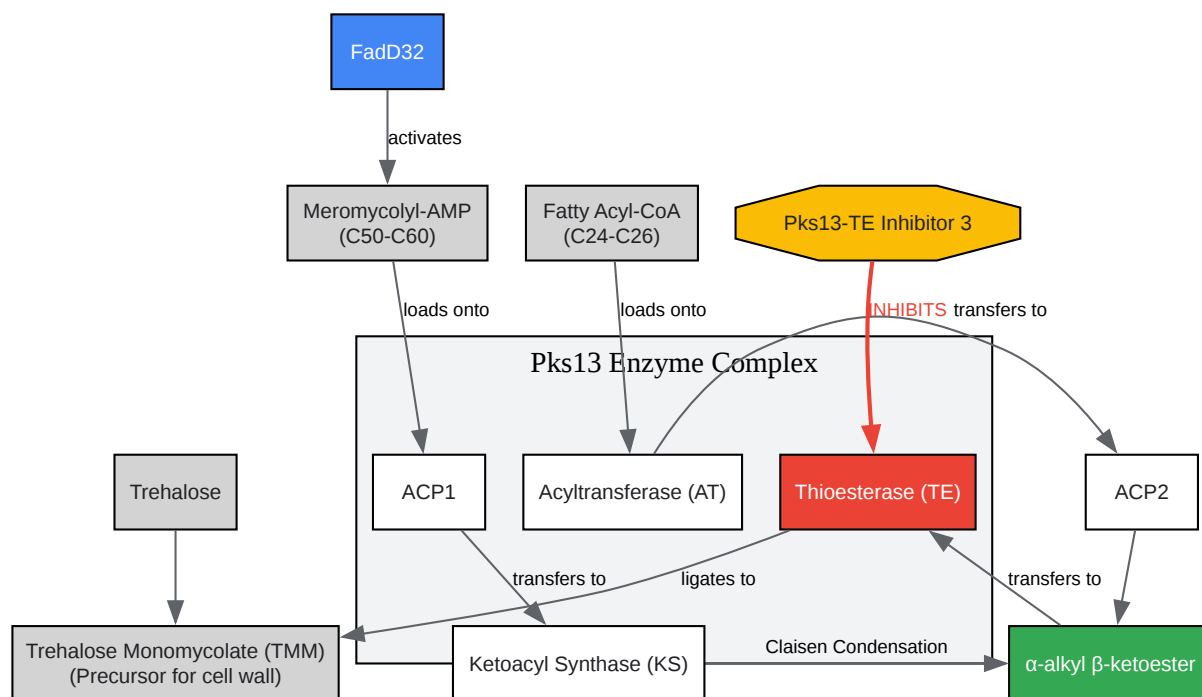 FadD32
activates
Meromycolyl-AMP
(C50-C60)
Fatty Acyl-CoA
(C24-C26)
Pks13-TE Inhibitor 3
loads onto
loads onto
INHIBITS
transfers to
Pks13 Enzyme Complex
Trehalose
ACP1
Acyltransferase (AT)
Thioesterase (TE)
ACP2
transfers to
ligates to
transfers to
Trehalose Monomycolate (TMM)
(Precursor for cell wall)
Ketoacyl Synthase (KS)
Claisen Condensation
α-alkyl β-ketoester